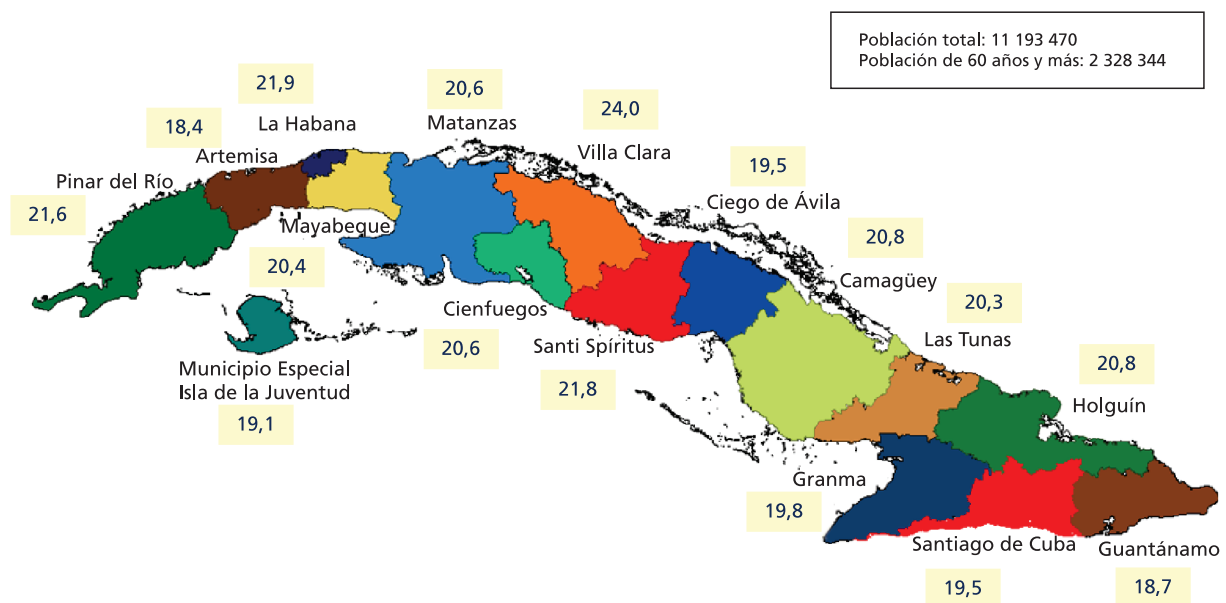 Población total: 11 193 470
Población de 60 años y más: 2 328 344
21,9
La Habana
20,6
Matanzas
24,0
Villa Clara
18,4
Artemisa
19,5
Ciego de Ávila
Pinar del Río
21,6
Mayabeque
20,4
20,8
Camagüey
20,3
Las Tunas
Cienfuegos
20,6
Santi Spíritus
21,8
Municipio Especial
Isla de la Juventud
19,1
20,8
Holguín
Granma
19,8
Santiago de Cuba
19,5
Guantánamo
18,7